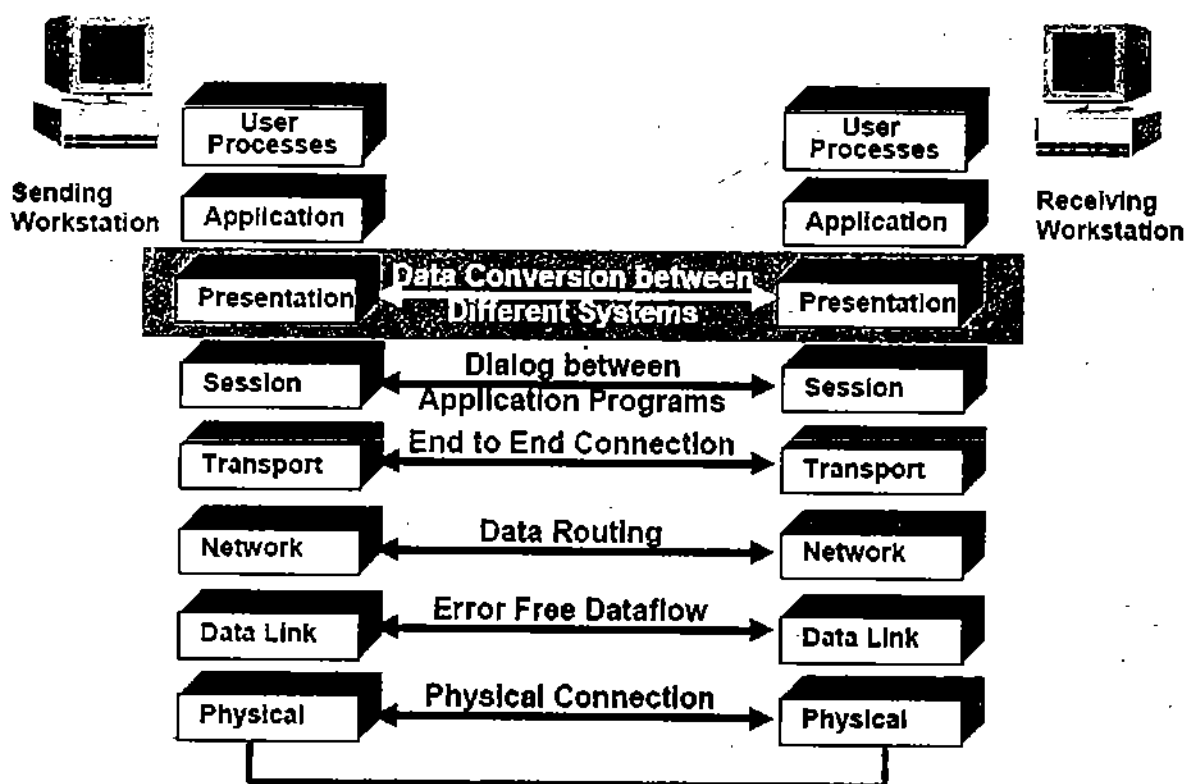 User
Processes
User
Processes
Sending
Workstation
Application
Application
Receiving
Workstation
Presentation
Data Conversion between
Different Systems
Presentation
Session
Dialog between
Application Programs
Session
Transport
End to End Connection
Transport
Network
Data Routing
Network
Data Link
Error Free Dataflow
Data Link
Physical
Physical Connection
Physical